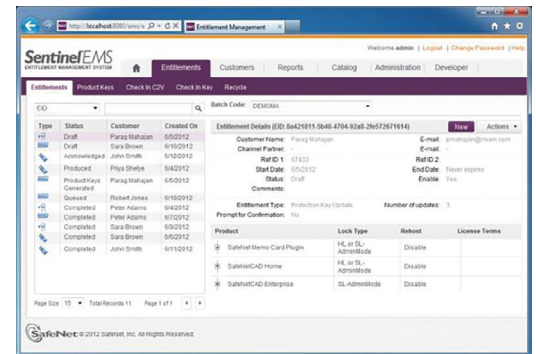 http://localhost:8080/ems/a
Entitlement Management
Sentinel EMS
ENTITLEMENT MANAGEMENT SYSTEM
Welcome admin | Logout | Change Password | Help
Entitlements Customers Reports Catalog Administration Developer
Entitlements Product Keys Check In C2V Check In Key Recycle
EID
Batch Code: DEMOMA
Type Status Customer Created On
Draft Parag Mahajan 6/5/2012
Draft Sara Brown 6/10/2012
Acknowledged John Smith 6/12/2012
Produced Priya Shetye 6/4/2012
Product Keys Generated Parag Mahajan 6/5/2012
Queued Robert Jones 6/10/2012
Completed Peter Adams 6/4/2012
Completed Peter Adams 6/7/2012
Completed Sara Brown 6/9/2012
Completed Sara Brown 6/6/2012
Completed John Smith 6/11/2012
Page Size 15 Total Records 11 Page 1 of 1
Entitlement Details (EID: 8a421011-5b48-4704-92a8-2fe572671614) New Actions
Customer Name: Parag Mahajan E-mail:
Channel Partner: - E-mail: -
Ref ID 1: 67433 Ref ID 2:
Start Date: 6/5/2012 End Date: Never expires
Status: Draft Enable: Yes
Comments:
Entitlement Type: Protection Key Update Number of updates: 3
Prompt for Confirmation: No
Product Lock Type Rehost License Terms
SafeNet Memo Card Plugin HL or SL-AdminMode Disable
SafeNetCAD Home HL or SL-AdminMode Disable
SafeNetCAD Enterprise SL-AdminMode Disable
SafeNet © 2012 SafeNet, Inc. All Rights Reserved.